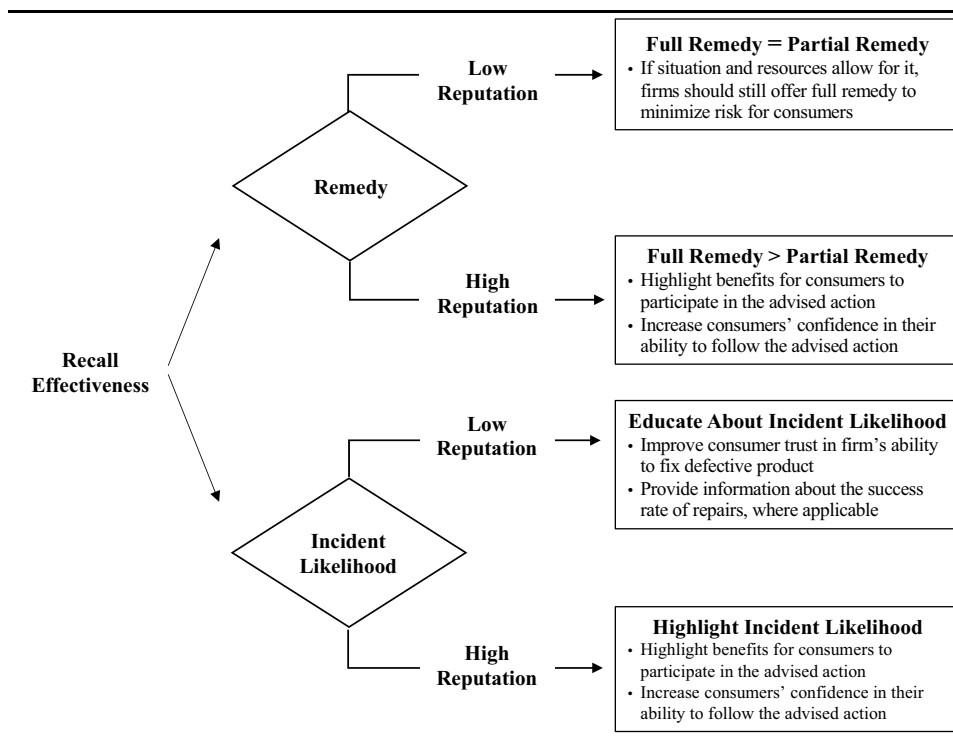 Full Remedy = Partial Remedy
• If situation and resources allow for it,
firms should still offer full remedy to
minimize risk for consumers
Low
Reputation
Remedy
High
Reputation
Full Remedy > Partial Remedy
• Highlight benefits for consumers to
participate in the advised action
• Increase consumers’ confidence in their
ability to follow the advised action
Recall
Effectiveness
Low
Reputation
Educate About Incident Likelihood
• Improve consumer trust in firm’s ability
to fix defective product
• Provide information about the success
rate of repairs, where applicable
Incident
Likelihood
High
Reputation
Highlight Incident Likelihood
• Highlight benefits for consumers to
participate in the advised action
• Increase consumers’ confidence in their
ability to follow the advised action